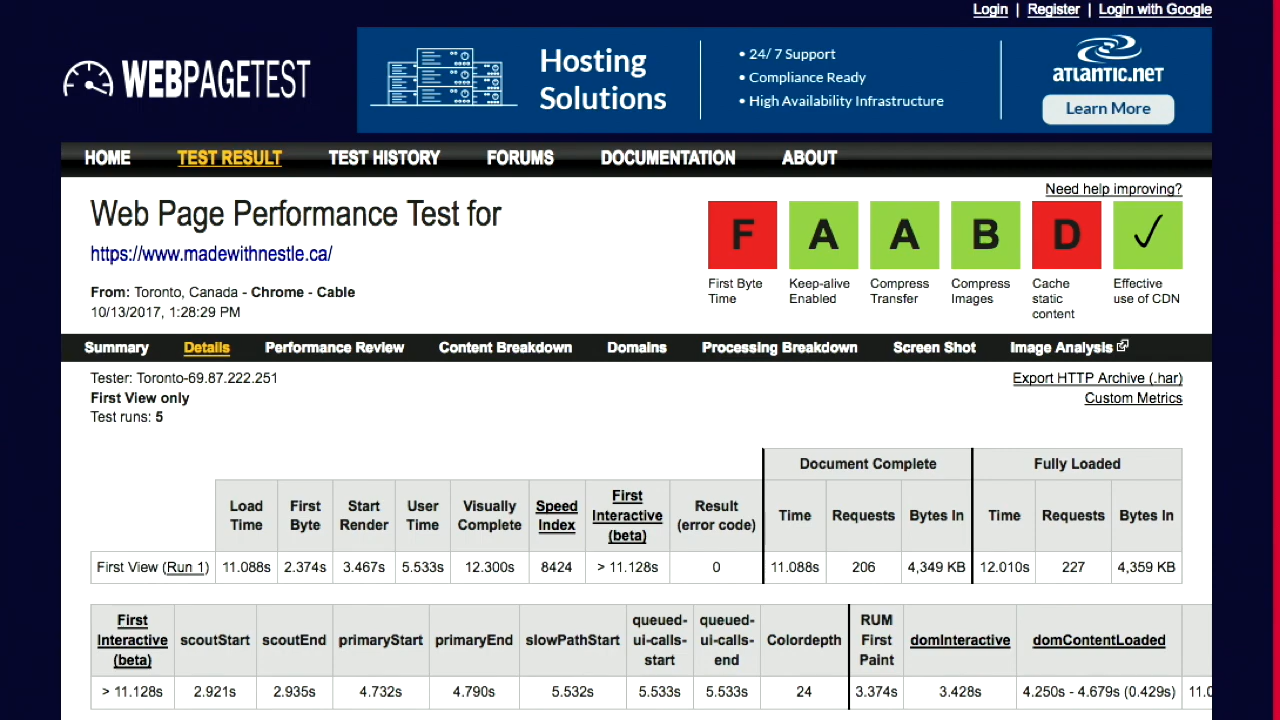 Login | Register | Login with Google
WEBPAGETEST
Hosting
Solutions
• 24/7 Support
• Compliance Ready
• High Availability Infrastructure
ATLANTIC.NET
Learn More
HOME TEST RESULT TEST HISTORY FORUMS DOCUMENTATION ABOUT
Need help improving?
Web Page Performance Test for
https://www.madewithnestle.ca/
From: Toronto, Canada - Chrome - Cable
10/13/2017, 1:28:29 PM
F A A B D ✓
First Byte Time
Keep-alive Enabled
Compress Transfer
Compress Images
Cache static content
Effective use of CDN
Summary Details Performance Review Content Breakdown Domains Processing Breakdown Screen Shot Image Analysis
Tester: Toronto-69.87.222.251
First View only
Test runs: 5
Export HTTP Archive (.har)
Custom Metrics
Document Complete Fully Loaded
Load Time First Byte Start Render User Time Visually Complete Speed Index First Interactive (beta) Result (error code) Time Requests Bytes In Time Requests Bytes In
First View (Run 1) 11.088s 2.374s 3.467s 5.533s 12.300s 8424 > 11.128s 0 11.088s 206 4,349 KB 12.010s 227 4,359 KB
First Interactive (beta) scoutStart scoutEnd primaryStart primaryEnd slowPathStart queued-ui-calls-start queued-ui-calls-end Colordepth RUM First Paint domInteractive domContentLoaded
> 11.128s 2.921s 2.935s 4.732s 4.790s 5.532s 5.533s 5.533s 24 3.374s 3.428s 4.250s - 4.679s (0.429s)